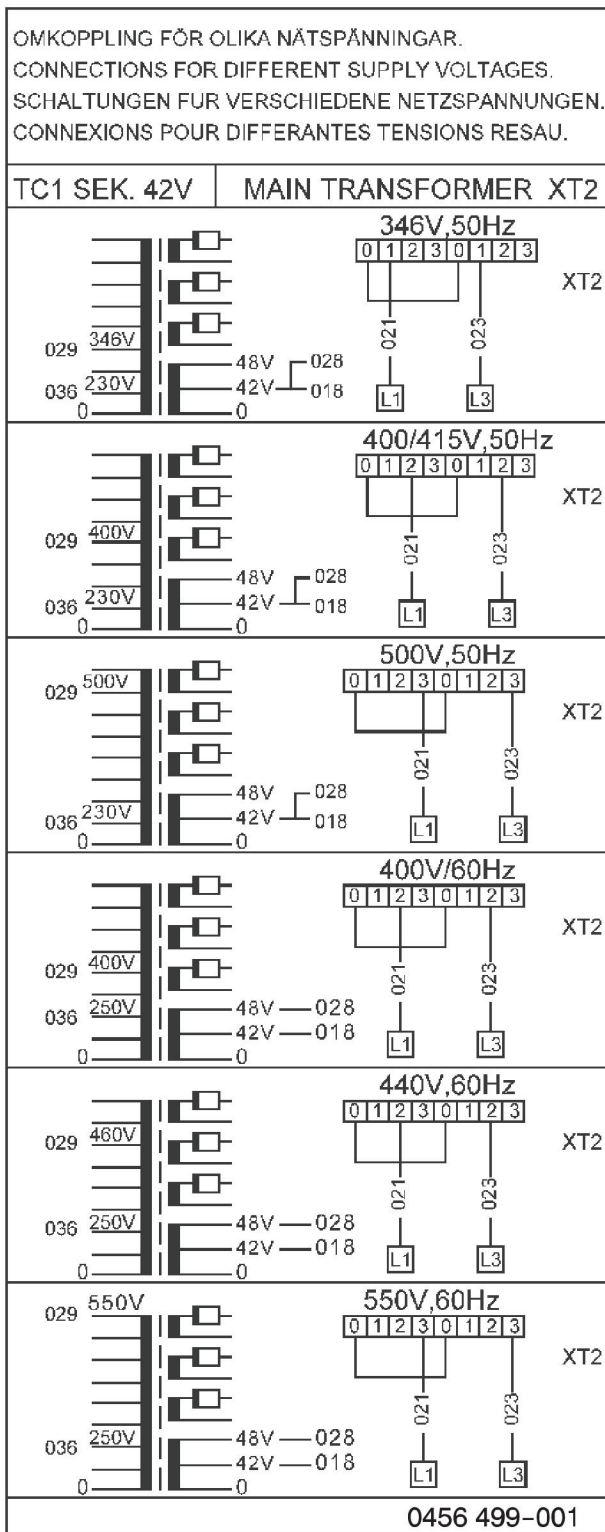 OMKOPPLING FÖR OLIKA NÄTSPÄNNINGAR.
CONNECTIONS FOR DIFFERENT SUPPLY VOLTAGES.
SCHALTUNGEN FUR VERSCHIEDENE NETZSPANNUNGEN.
CONNEXIONS POUR DIFFERANTES TENSIONS RESAU.
TC1 SEK. 42V MAIN TRANSFORMER XT2
346V,50Hz
0 1 2 3 0 1 2 3
XT2
021 023
029 346V
48V 028
036 230V 42V 018
L1 L3
0 0
400/415V,50Hz
0 1 2 3 0 1 2 3
XT2
029 400V
021 023
48V 028
036 230V 42V 018
L1 L3
0 0
500V,50Hz
029 500V
0 1 2 3 0 1 2 3
XT2
021 023
48V 028
036 230V 42V 018
L1 L3
0 0
400V/60Hz
0 1 2 3 0 1 2 3
XT2
029 400V
021 023
036 250V 48V 028
42V 018
L1 L3
0 0
440V,60Hz
0 1 2 3 0 1 2 3
029 460V
XT2
021 023
036 250V 48V 028
42V 018
L1 L3
0 0
550V,60Hz
029 550V
0 1 2 3 0 1 2 3
XT2
021 023
036 250V 48V 028
42V 018
L1 L3
0 0
0456 499-001